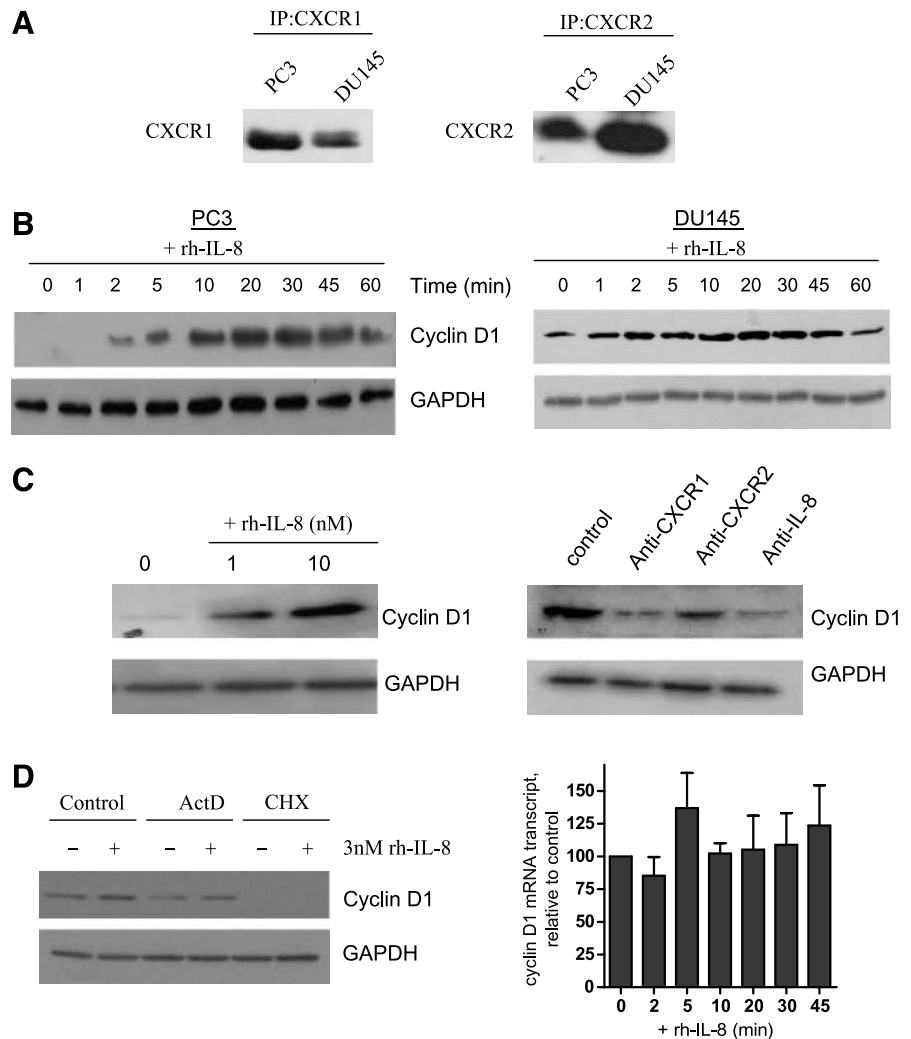 A
IP:CXCR1
IP:CXCR2
PC3 DU145
PC3 DU145
CXCR1
CXCR2
B
PC3
DU145
+ rh-IL-8
+ rh-IL-8
0 1 2 5 10 20 30 45 60
Time (min)
0 1 2 5 10 20 30 45 60
Cyclin D1
GAPDH
C
+ rh-IL-8 (nM)
0 1 10
Cyclin D1
GAPDH
control Anti-CXCR1 Anti-CXCR2 Anti-IL-8
Cyclin D1
GAPDH
D
Control ActD CHX
– + – + – +
3nM rh-IL-8
Cyclin D1
GAPDH
cyclin D1 mRNA transcript,
relative to control
150
125
100
75
50
25
0
0 2 5 10 20 30 45
+ rh-IL-8 (min)